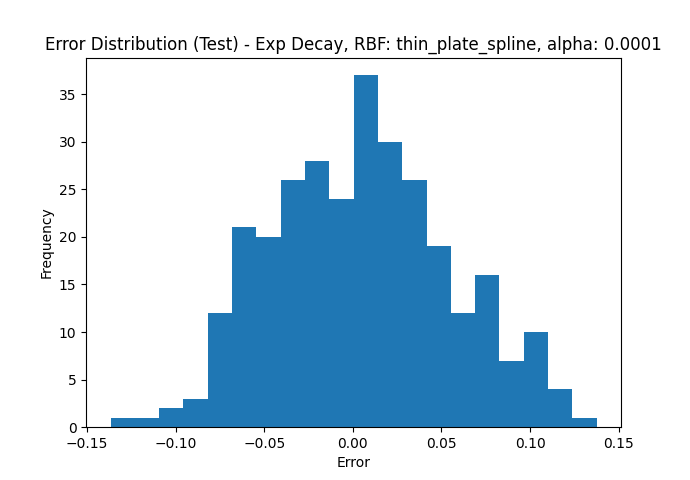 Error Distribution (Test) - Exp Decay, RBF: thin_plate_spline, alpha: 0.0001
35
30
25
20
15
10
5
0
Frequency
−0.15 −0.10 −0.05 0.00 0.05 0.10 0.15
Error